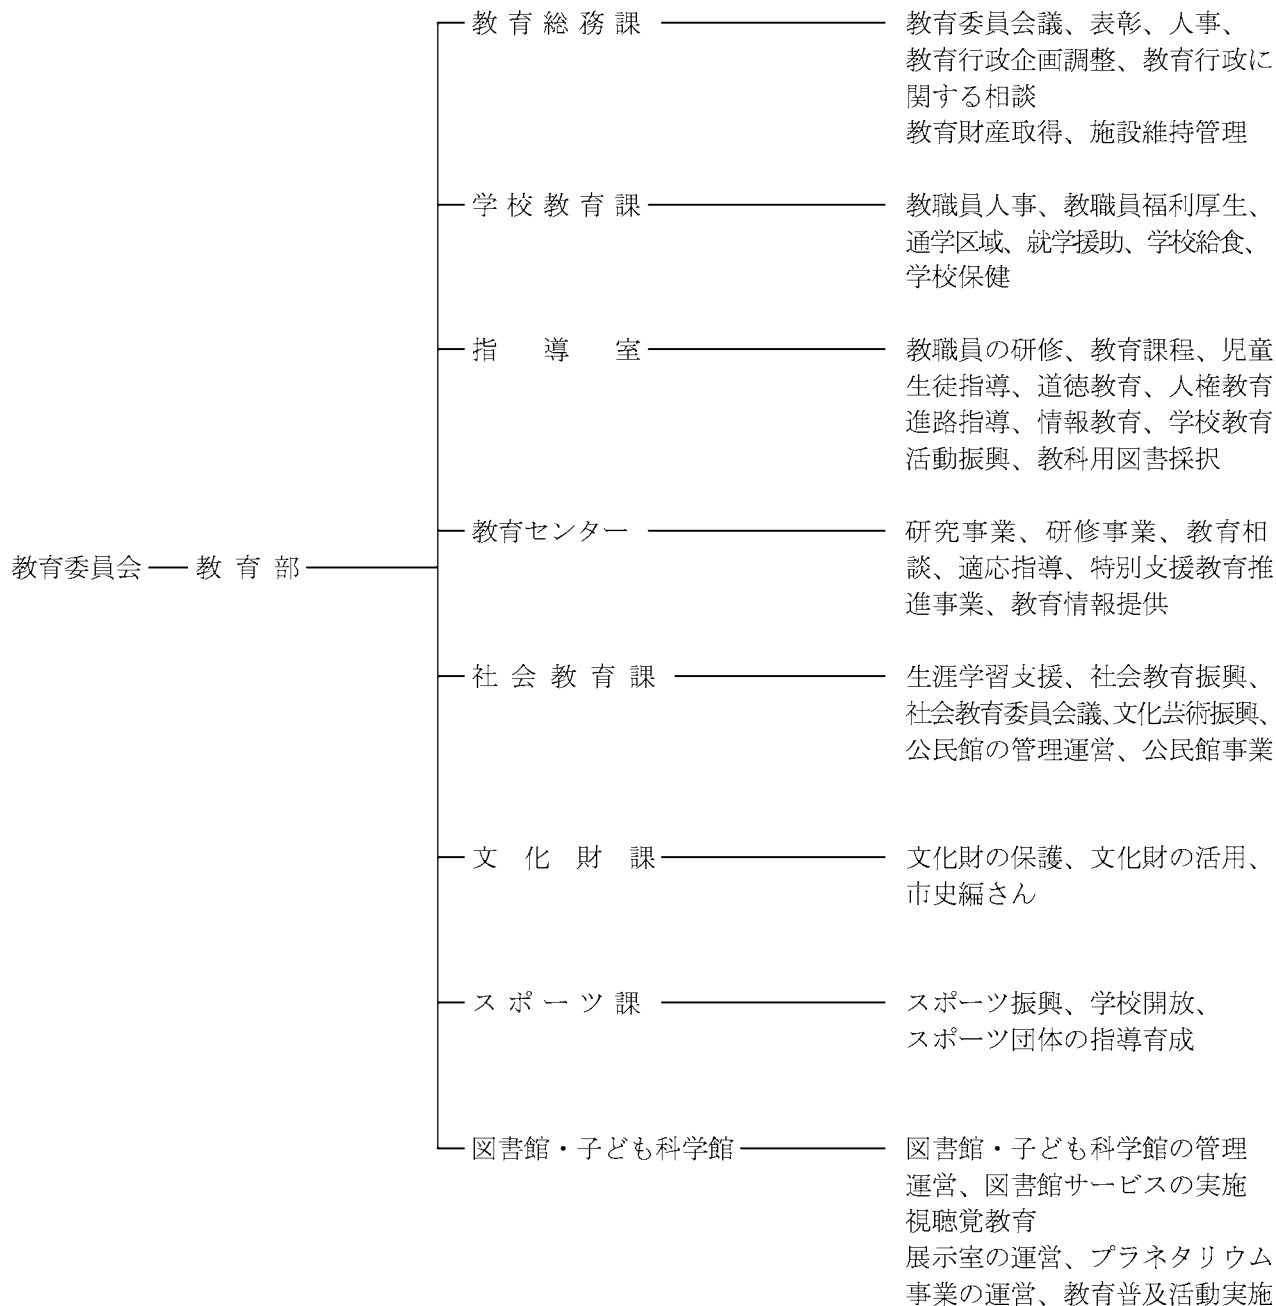 教育総務課 教育委員会議、表彰、人事、
教育行政企画調整、教育行政に
関する相談
教育財産取得、施設維持管理
学校教育課 教職員人事、教職員福利厚生、
通学区域、就学援助、学校給食、
学校保健
指導室 教職員の研修、教育課程、児童
生徒指導、道徳教育、人権教育
進路指導、情報教育、学校教育
活動振興、教科用図書採択
教育センター 研究事業、研修事業、教育相
教育委員会 教育部 談、適応指導、特別支援教育推
進事業、教育情報提供
社会教育課 生涯学習支援、社会教育振興、
社会教育委員会議、文化芸術振興、
公民館の管理運営、公民館事業
文化財課 文化財の保護、文化財の活用、
市史編さん
スポーツ課 スポーツ振興、学校開放、
スポーツ団体の指導育成
図書館・子ども科学館 図書館・子ども科学館の管理
運営、図書館サービスの実施
視聴覚教育
展示室の運営、プラネタリウム
事業の運営、教育普及活動実施